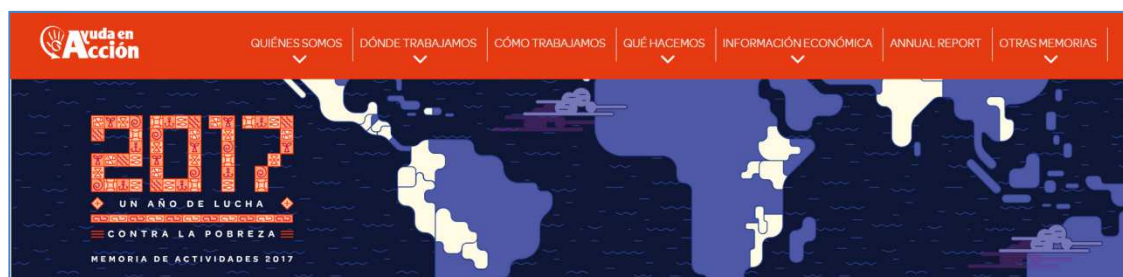 Ayuda en
Acción
QUIÉNES SOMOS
DÓNDE TRABAJAMOS
CÓMO TRABAJAMOS
QUÉ HACEMOS
INFORMACIÓN ECONÓMICA
ANNUAL REPORT
OTRAS MEMORIAS
2017
UN AÑO DE LUCHA
CONTRA LA POBREZA
MEMORIA DE ACTIVIDADES 2017